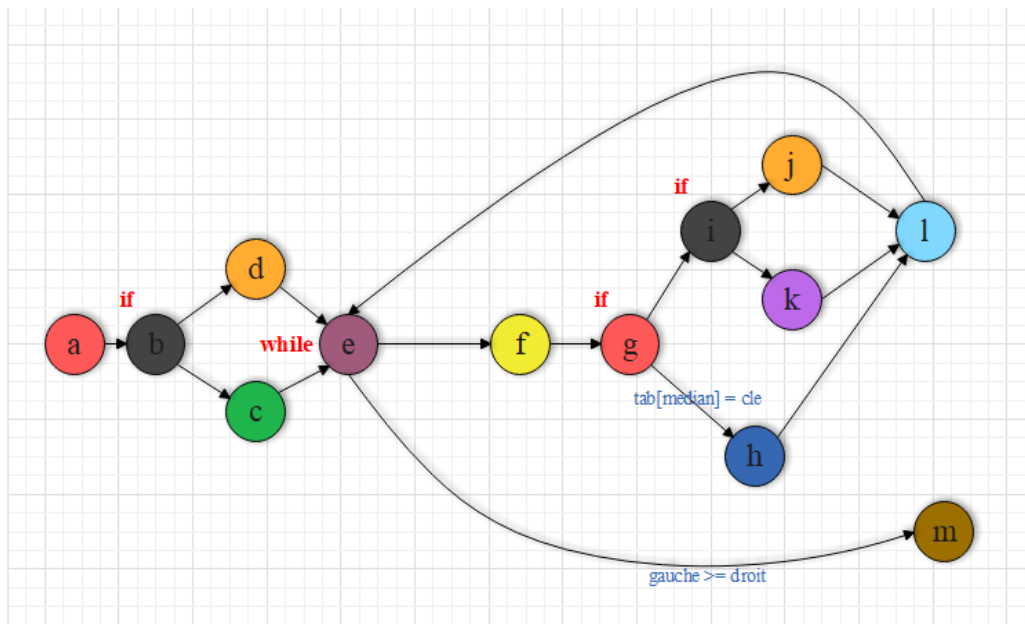 j
if
i
l
d
if
k
if
a
b
while
e
f
g
tab[median] = cle
c
h
m
gauche >= droit